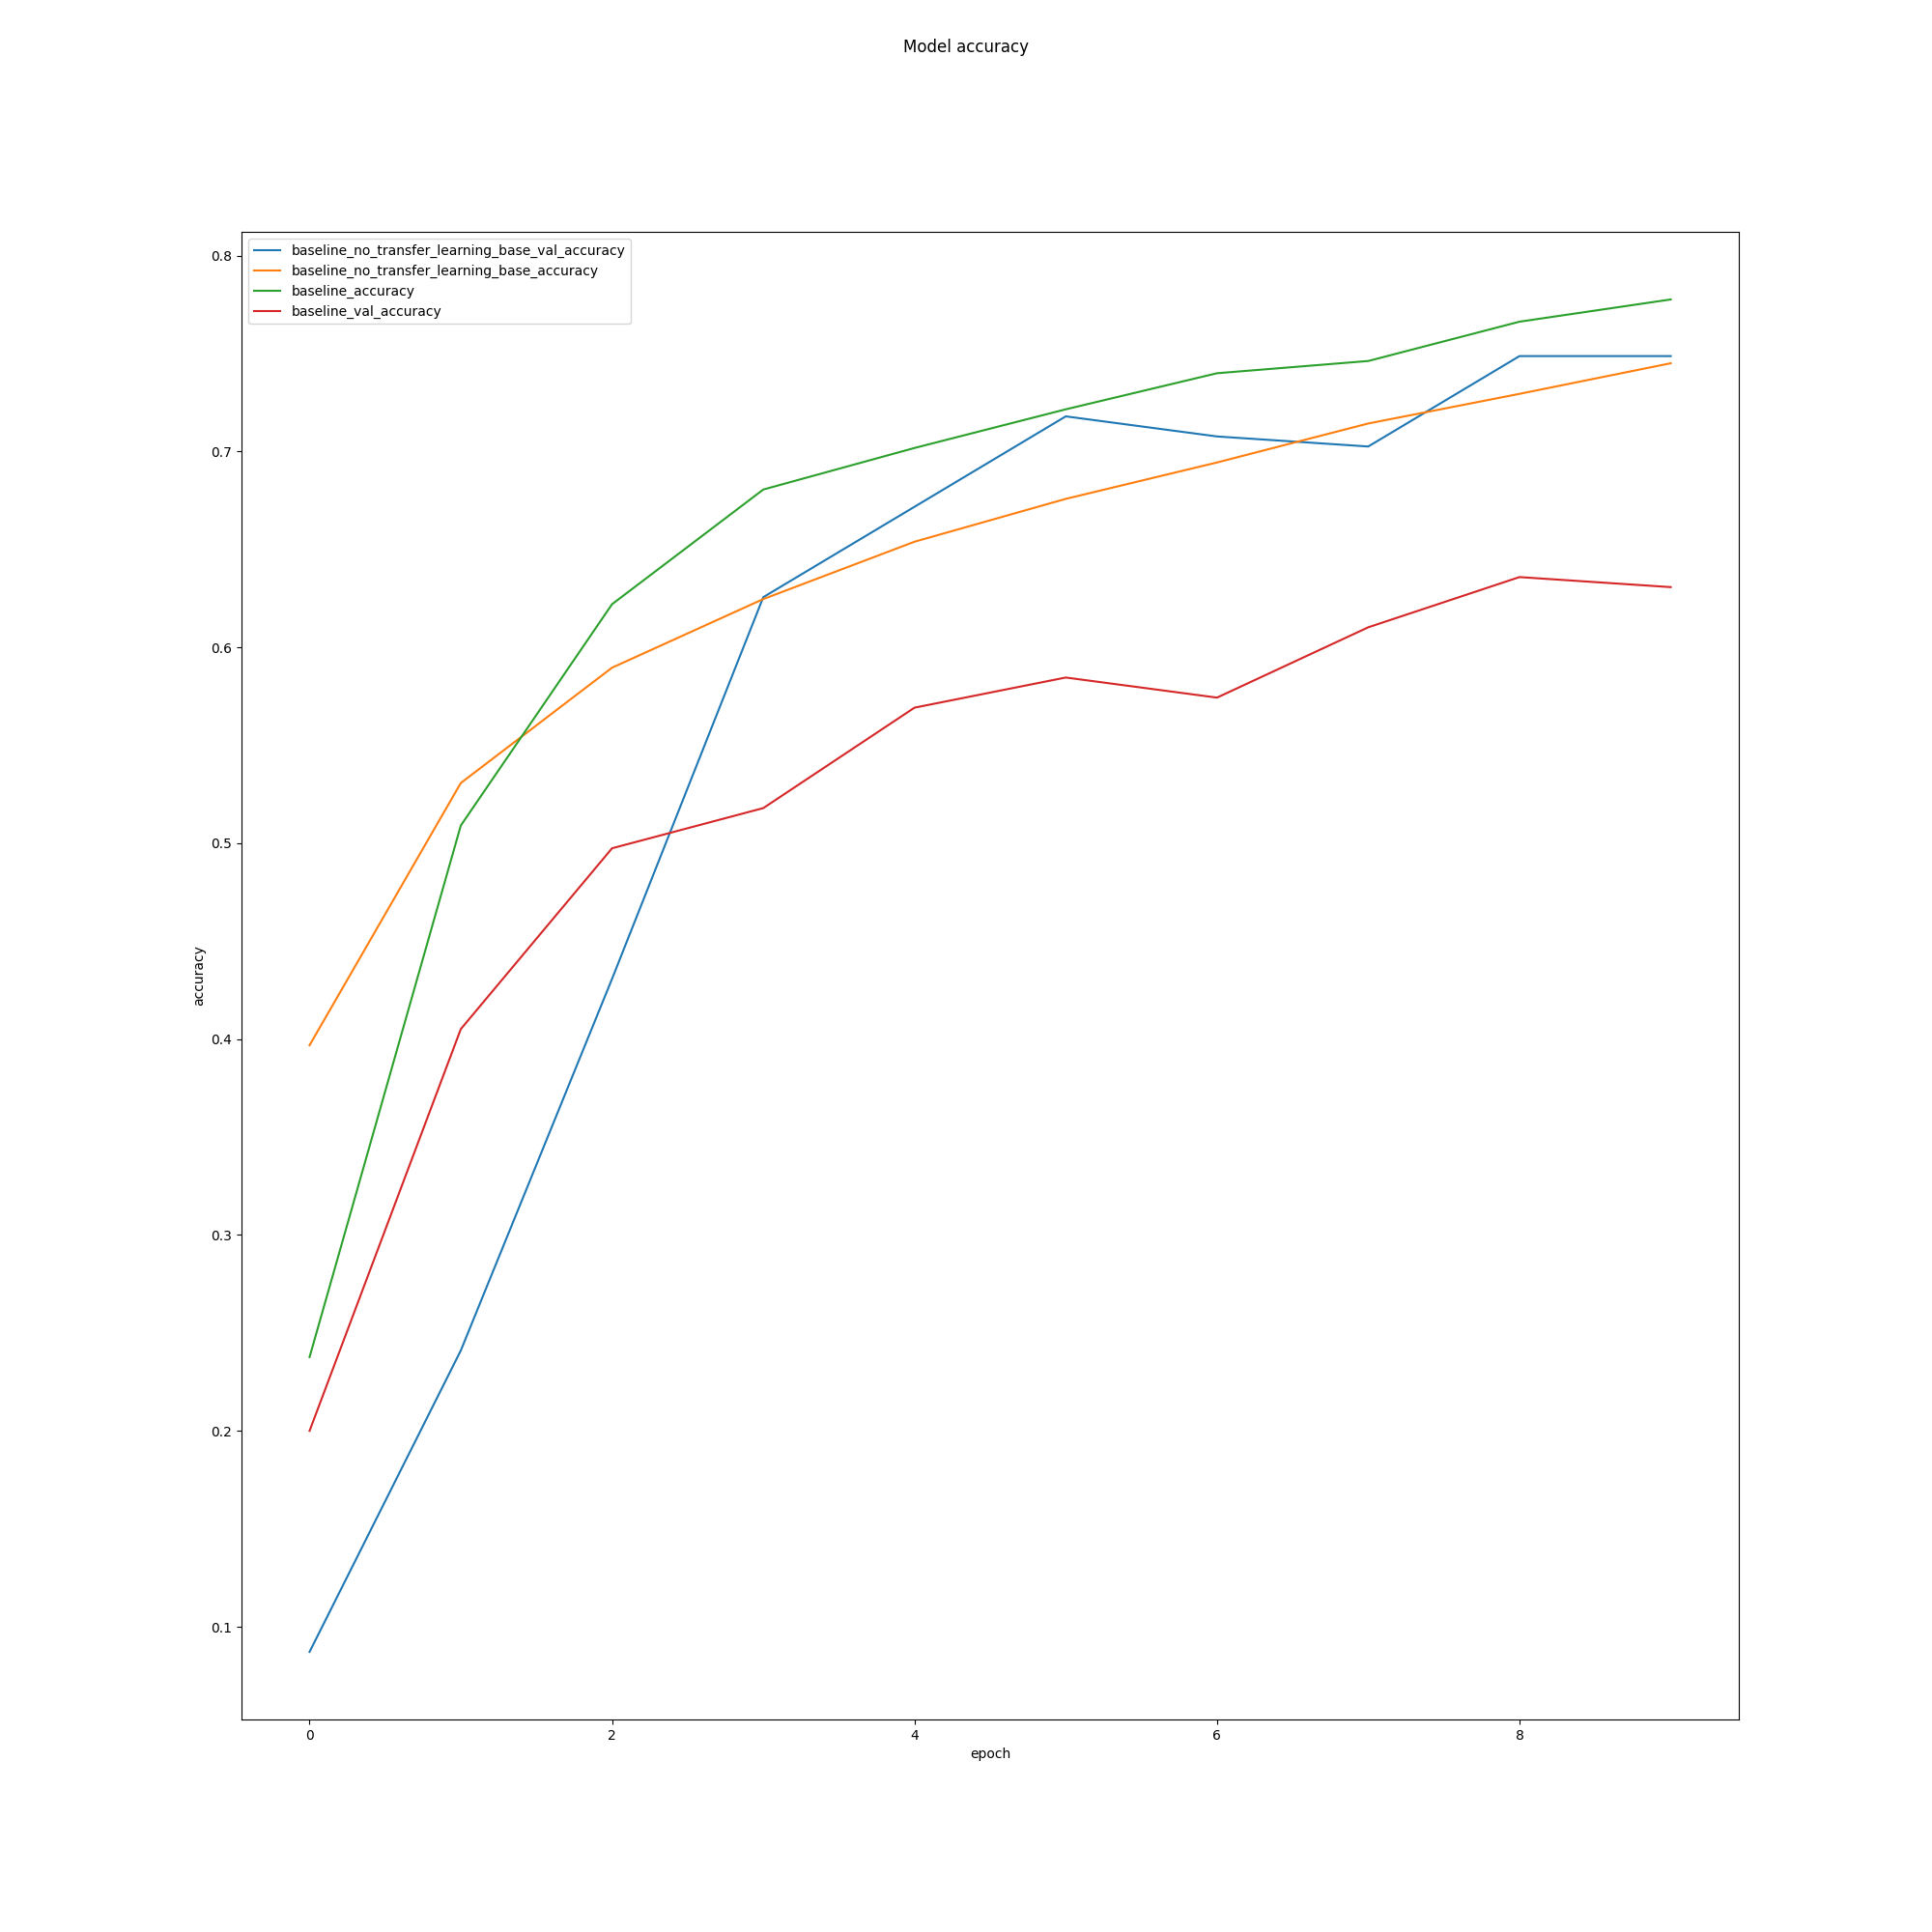 Model accuracy
baseline_no_transfer_learning_base_val_accuracy
baseline_no_transfer_learning_base_accuracy
baseline_accuracy
baseline_val_accuracy
0.8
0.7
0.6
0.5
0.4
0.3
0.2
0.1
accuracy
0 2 4 6 8
epoch